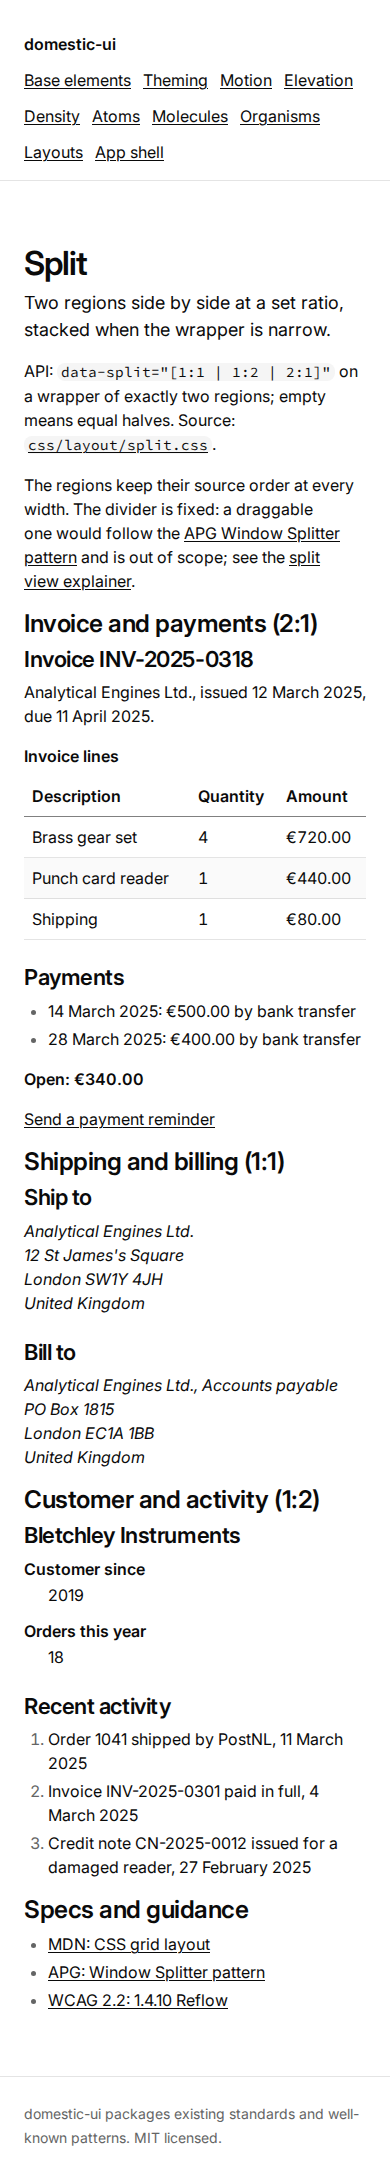 domestic-ui
Base elements Theming Motion Elevation
Density Atoms Molecules Organisms
Layouts App shell
Split
Two regions side by side at a set ratio,
stacked when the wrapper is narrow.
API: data-split="[1:1 | 1:2 | 2:1]" on
a wrapper of exactly two regions; empty
means equal halves. Source:
css/layout/split.css.
The regions keep their source order at every
width. The divider is fixed: a draggable
one would follow the APG Window Splitter
pattern and is out of scope; see the split
view explainer.
Invoice and payments (2:1)
Invoice INV-2025-0318
Analytical Engines Ltd., issued 12 March 2025,
due 11 April 2025.
Invoice lines
Description Quantity Amount
Brass gear set 4 €720.00
Punch card reader 1 €440.00
Shipping 1 €80.00
Payments
• 14 March 2025: €500.00 by bank transfer
• 28 March 2025: €400.00 by bank transfer
Open: €340.00
Send a payment reminder
Shipping and billing (1:1)
Ship to
Analytical Engines Ltd.
12 St James's Square
London SW1Y 4JH
United Kingdom
Bill to
Analytical Engines Ltd., Accounts payable
PO Box 1815
London EC1A 1BB
United Kingdom
Customer and activity (1:2)
Bletchley Instruments
Customer since
2019
Orders this year
18
Recent activity
1. Order 1041 shipped by PostNL, 11 March
2025
2. Invoice INV-2025-0301 paid in full, 4
March 2025
3. Credit note CN-2025-0012 issued for a
damaged reader, 27 February 2025
Specs and guidance
• MDN: CSS grid layout
• APG: Window Splitter pattern
• WCAG 2.2: 1.4.10 Reflow
domestic-ui packages existing standards and well-
known patterns. MIT licensed.